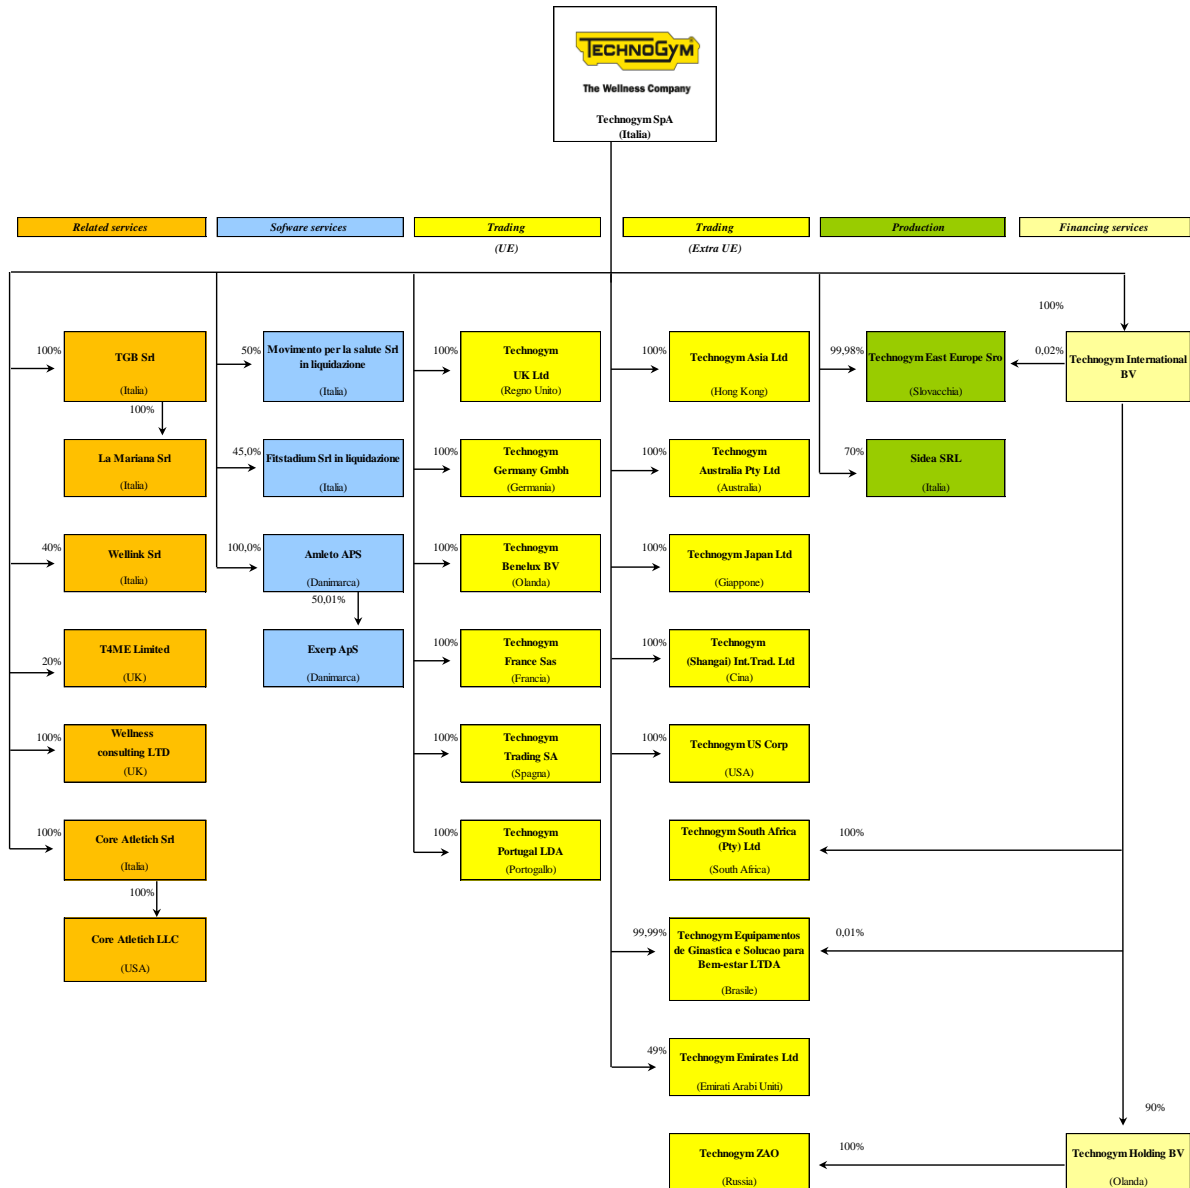 TECHNOGYM
The Wellness Company
Technogym SpA
(Italia)
Related services
Sofware services
Trading
(UE)
Trading
(Extra UE)
Production
Financing services
100%
TGB Srl
(Italia)
100%
La Mariana Srl
(Italia)
40%
Wellink Srl
(Italia)
20%
T4ME Limited
(UK)
100%
Wellness
consulting LTD
(UK)
100%
Core Atletich Srl
(Italia)
100%
Core Atletich LLC
(USA)
50%
Movimento per la salute Srl
in liquidazione
(Italia)
45,0%
Fitstadium Srl in liquidazione
(Italia)
100,0%
Amleto APS
(Danimarca)
50,01%
Exerp ApS
(Danimarca)
100%
Technogym
UK Ltd
(Regno Unito)
100%
Technogym
Germany Gmbh
(Germania)
100%
Technogym
Benelux BV
(Olanda)
100%
Technogym
France Sas
(Francia)
100%
Technogym
Trading SA
(Spagna)
100%
Technogym
Portugal LDA
(Portogallo)
100%
Technogym Asia Ltd
(Hong Kong)
100%
Technogym
Australia Pty Ltd
(Australia)
100%
Technogym Japan Ltd
(Giappone)
100%
Technogym
(Shangai) Int.Trad. Ltd
(Cina)
100%
Technogym US Corp
(USA)
Technogym South Africa
(Pty) Ltd
(South Africa)
100%
99,99%
Technogym Equipamentos
de Ginastica e Solucao para
Bem-estar LTDA
(Brasile)
0,01%
49%
Technogym Emirates Ltd
(Emirati Arabi Uniti)
Technogym ZAO
(Russia)
100%
99,98%
Technogym East Europe Sro
(Slovacchia)
0,02%
70%
Sidea SRL
(Italia)
100%
Technogym International
BV
90%
Technogym Holding BV
(Olanda)